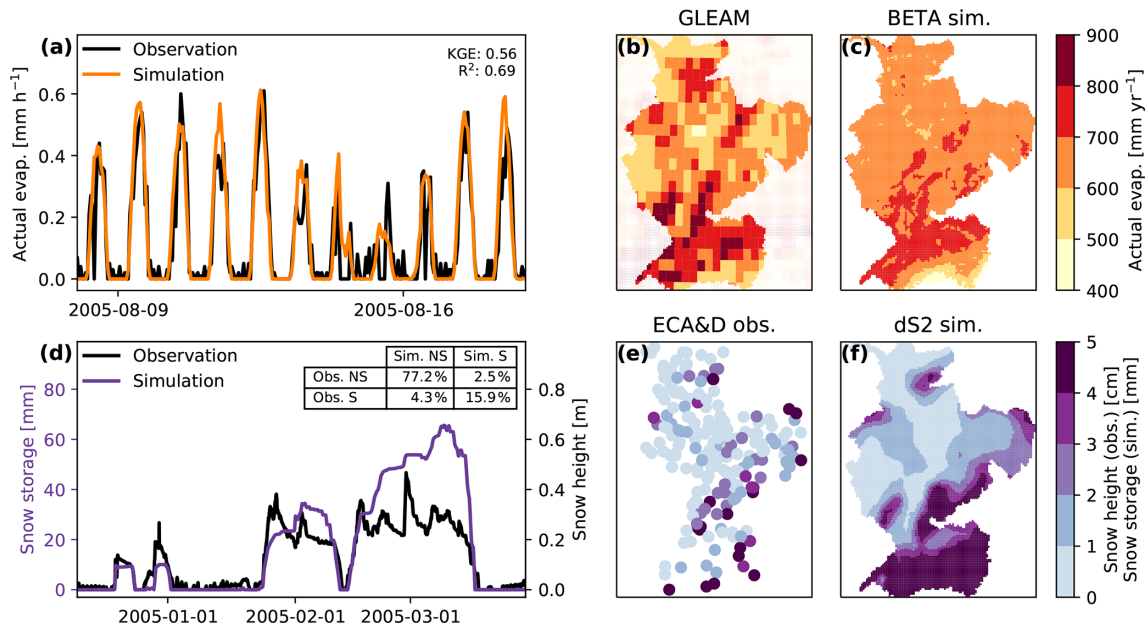 GLEAM
BETA sim.
(a)
Observation
Simulation
KGE: 0.56
R²: 0.69
Actual evap. [mm h⁻¹]
0.6
0.4
0.2
0.0
2005-08-09
2005-08-16
(b)
(c)
900
800
700
600
500
400
Actual evap. [mm yr⁻¹]
(d)
Observation
Simulation
Sim. NS
Sim. S
Obs. NS
77.2%
2.5%
Obs. S
4.3%
15.9%
Snow storage [mm]
80
60
40
20
0
0.8
0.6
0.4
0.2
0.0
Snow height [m]
2005-01-01
2005-02-01
2005-03-01
ECA&D obs.
dS2 sim.
(e)
(f)
5
4
3
2
1
0
Snow height (obs.) [cm]
Snow storage (sim.) [mm]